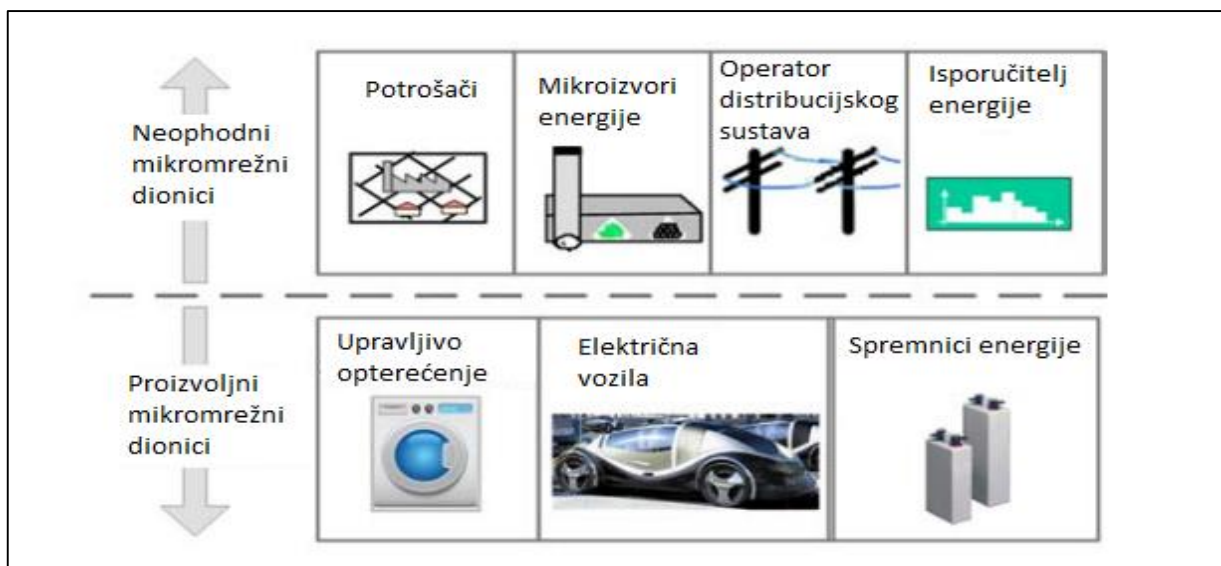 Neophodni
mikromrežni
dionici
Potrošači
Mikroizvori
energije
Operator
distribucijskog
sustava
Isporučitelj
energije
Proizvoljni
mikromrežni
dionici
Upravljivo
opterećenje
Električna
vozila
Spremnici energije